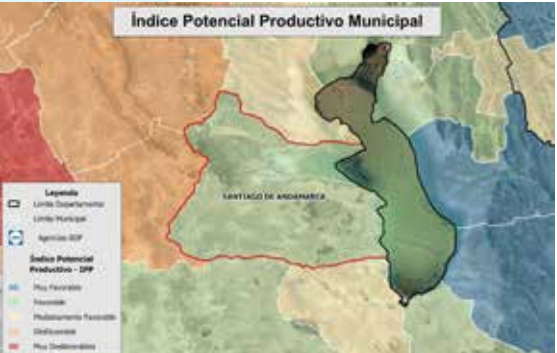 Índice Potencial Productivo Municipal
SANTIAGO DE ANDAMARCA
Leyenda
Límite Departamental
Límite Municipal
Agencias BDP
Índice Potencial
Productivo - IPP
Muy Favorable
Favorable
Medianamente Favorable
Desfavorable
Muy Desfavorable